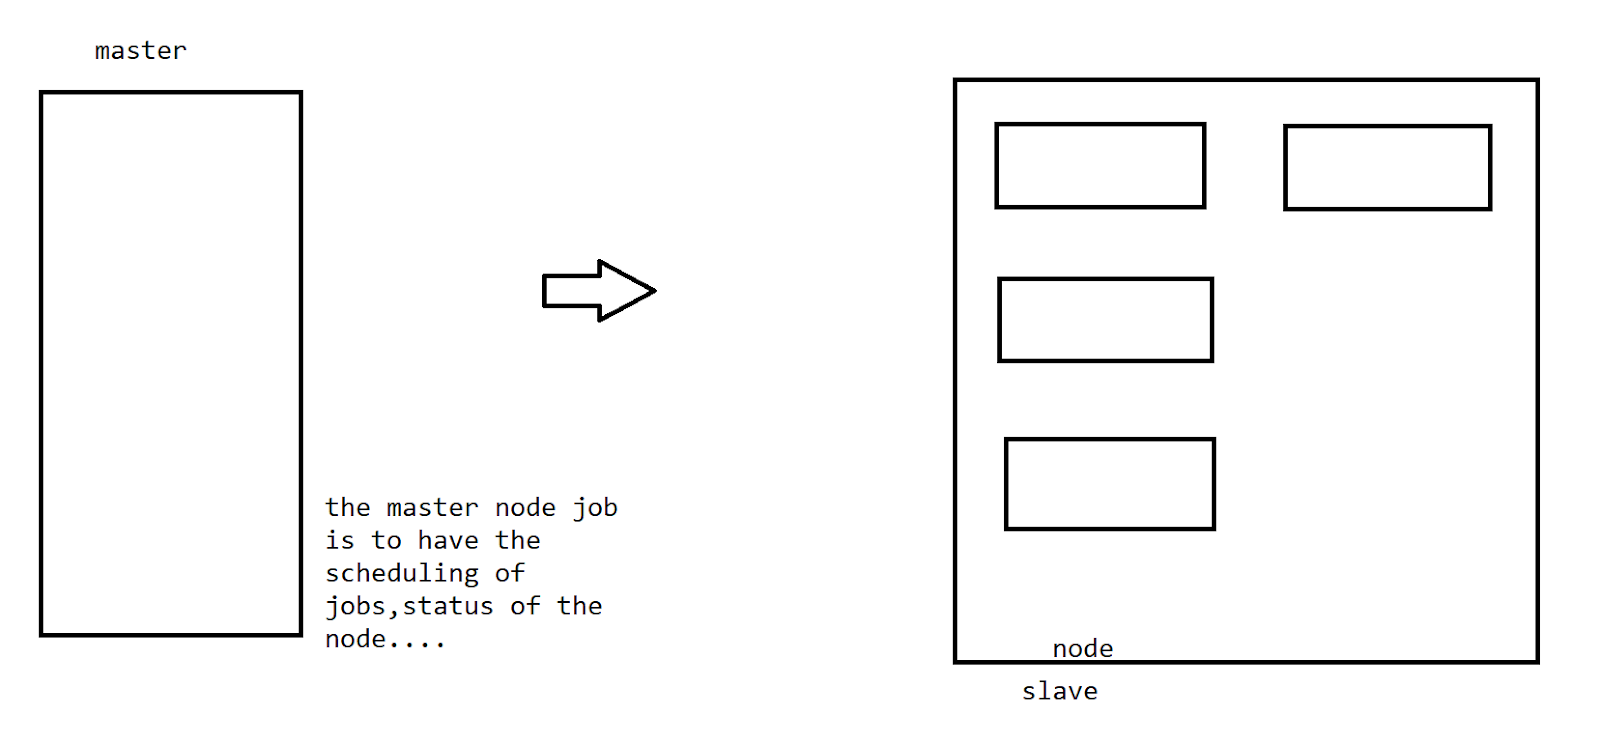 master
the master node job
is to have the
scheduling of
jobs,status of the
node....
node
slave